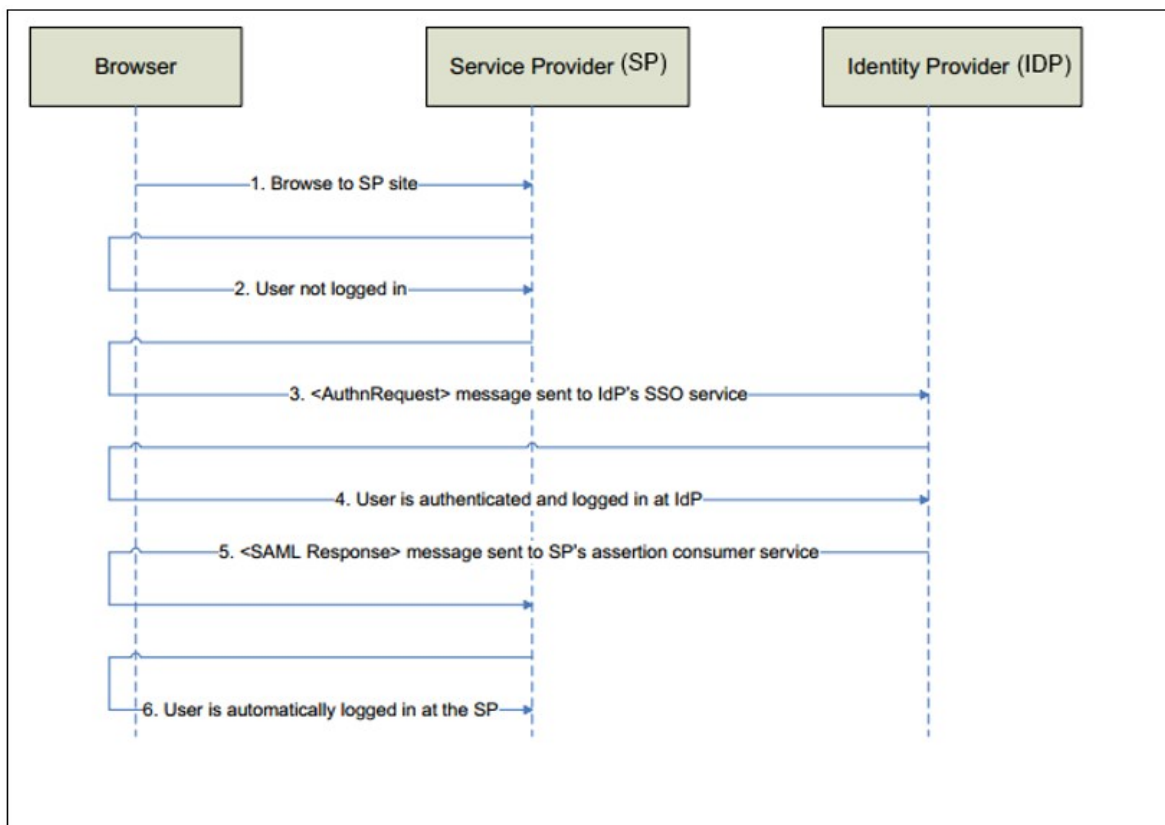 Browser
Service Provider (SP)
Identity Provider (IDP)
1. Browse to SP site
2. User not logged in
3. <AuthnRequest> message sent to IdP's SSO service
4. User is authenticated and logged in at IdP
5. <SAML Response> message sent to SP's assertion consumer service
6. User is automatically logged in at the SP